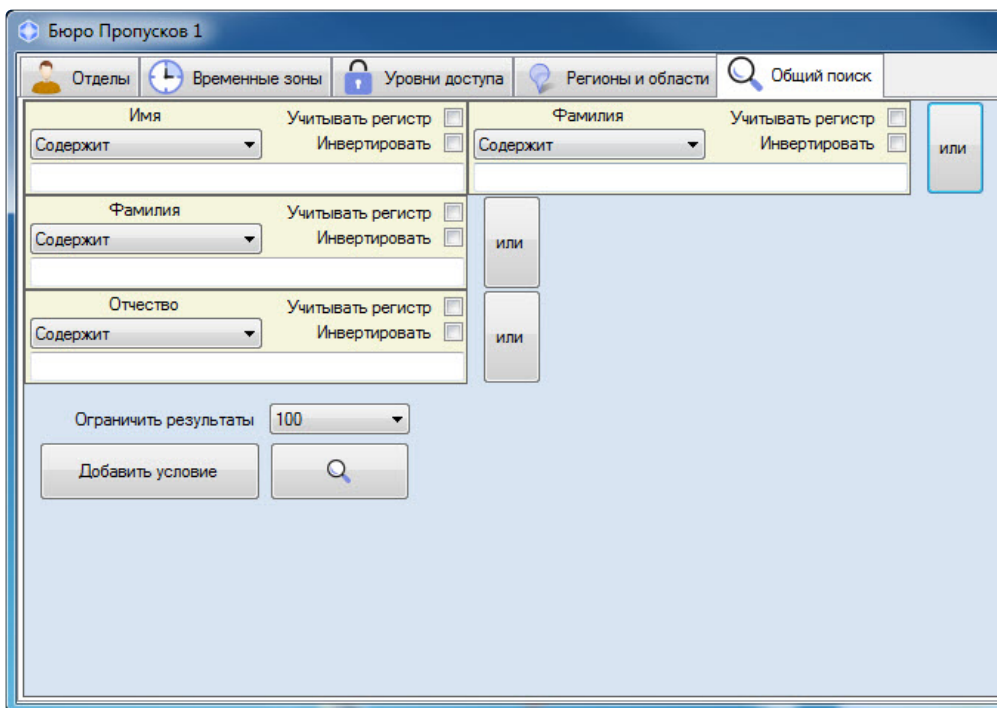 Бюро Пропусков 1
Отделы Временные зоны Уровни доступа Регионы и области Общий поиск
Имя Учитывать регистр Фамилия Учитывать регистр
Содержит Инвертировать Содержит Инвертировать или
Фамилия Учитывать регистр
Содержит Инвертировать или
Отчество Учитывать регистр
Содержит Инвертировать или
Ограничить результаты 100
Добавить условие